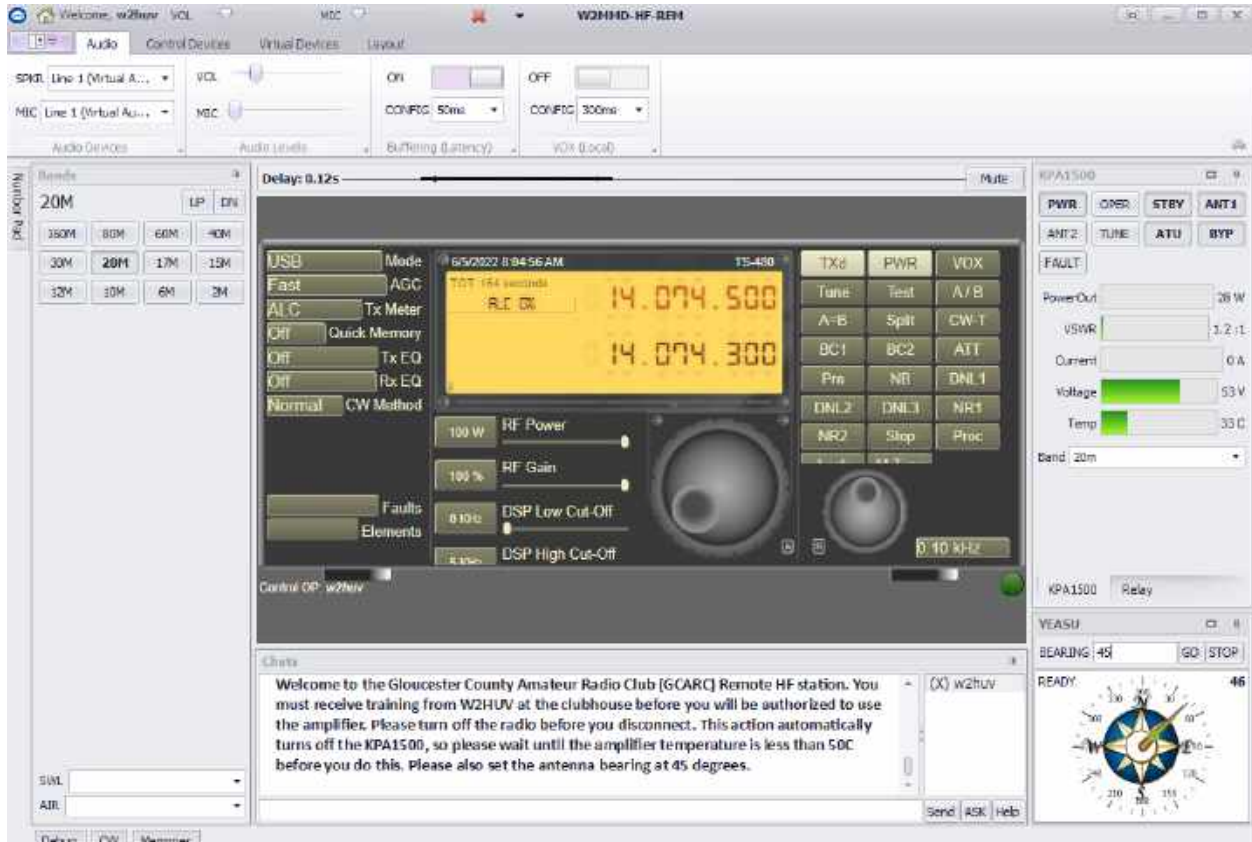 Welcome, w2huv VOL MIC W2MMD-HF-REM
Audio Control Devices Virtual Devices Layout
SPKR Line 1 (Virtual A... VOL ON OFF
MIC Line 1 (Virtual Au... MIC CONFIG 50ms CONFIG 300ms
Audio Devices Audio Levels Buffering (Latency) VOX (Local)
Number Pad
Bands
20M UP DN
160M 80M 60M 40M
30M 20M 17M 15M
12M 10M 6M 2M
SWL
AIR
Delay: 0.12s Mute
USB Mode
Fast AGC
ALC Tx Meter
Off Quick Memory
Off Tx EQ
Off Rx EQ
Normal CW Method
Faults
Elements
6/5/2022 8:04:56 AM TS-480
TOT 164 seconds
ALC 0%
14.074.500
14.074.300
100 W RF Power
100 % RF Gain
DSP Low Cut-Off
DSP High Cut-Off
PWR VOX
Tune Test A/B
A=B Split CW-T
BC1 BC2 ATT
Pre NB DNL1
DNL2 DNL3 NR1
NR2 Stop Proc
A B
0.10 kHz
Control OP: w2huv
Chats
Welcome to the Gloucester County Amateur Radio Club [GCARC] Remote HF station. You
must receive training from W2HUV at the clubhouse before you will be authorized to use
the amplifier. Please turn off the radio before you disconnect. This action automatically
turns off the KPA1500, so please wait until the amplifier temperature is less than 50C
before you do this. Please also set the antenna bearing at 45 degrees.
(X) w2huv
Send ASK Help
KPA1500
PWR OPER STBY ANT1
ANT2 TUNE ATU BYP
FAULT
PowerOut 28 W
VSWR 1.2 :1
Current 0 A
Voltage 53 V
Temp 33 C
Band 20m
KPA1500 Relay
YEASU
BEARING 45 GO STOP
READY 46
N
W E
S
Debug CW Memories